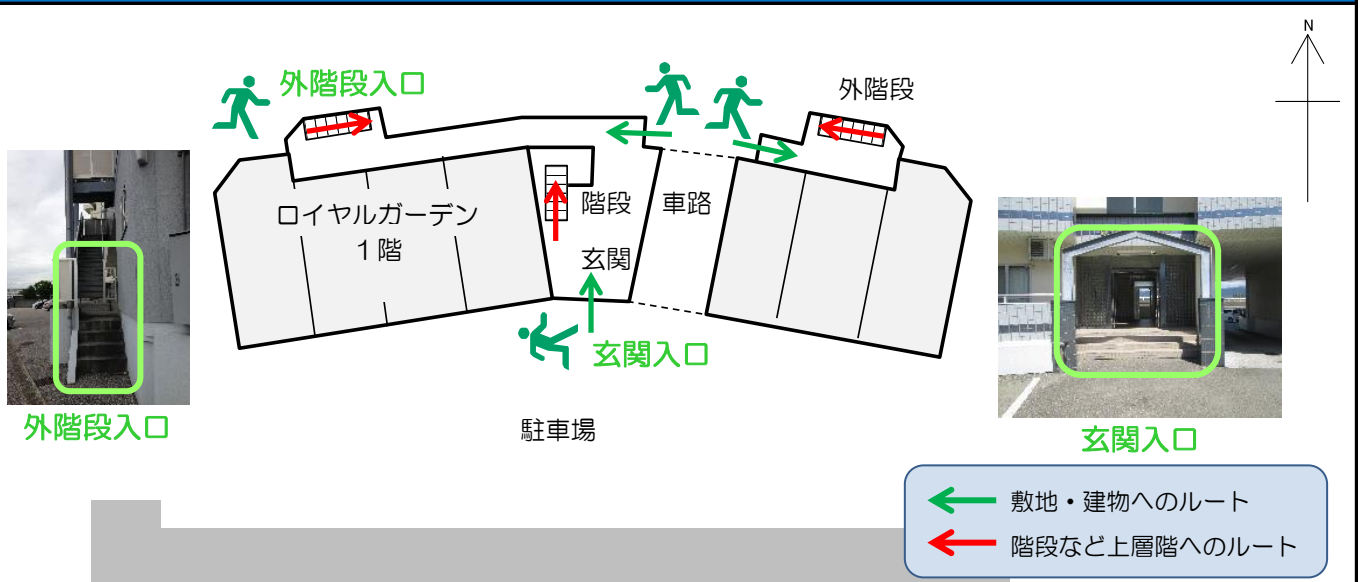 N
外階段入口
外階段
ロイヤルガーデン
1階
階段
車路
玄関
玄関入口
外階段入口
駐車場
玄関入口
敷地・建物へのルート
階段など上層階へのルート